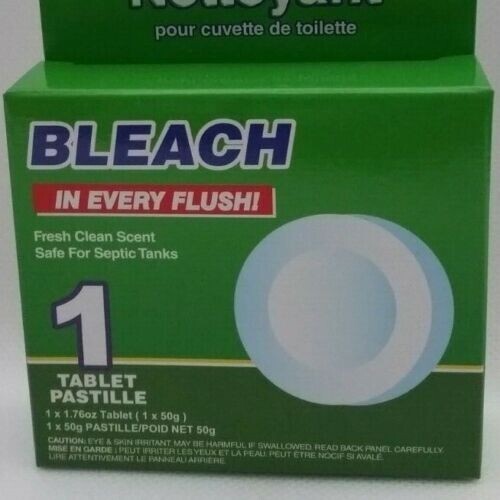 Nettoyant
pour cuvette de toilette
BLEACH
IN EVERY FLUSH!
Fresh Clean Scent
Safe For Septic Tanks
1
TABLET
PASTILLE
1 x 1.76oz Tablet ( 1 x 50g )
1 x 50g PASTILLE/POID NET 50g
CAUTION: EYE & SKIN IRRITANT MAY BE HARMFUL IF SWALLOWED. READ BACK PANEL CAREFULLY.
MISE EN GARDE : PEUT IRRITER LES YEUX ET LA PEAU. PEUT ÊTRE NOCIF SI AVALÉ.
LIRE ATTENTIVEMENT LE PANNEAU ARRIÈRE.